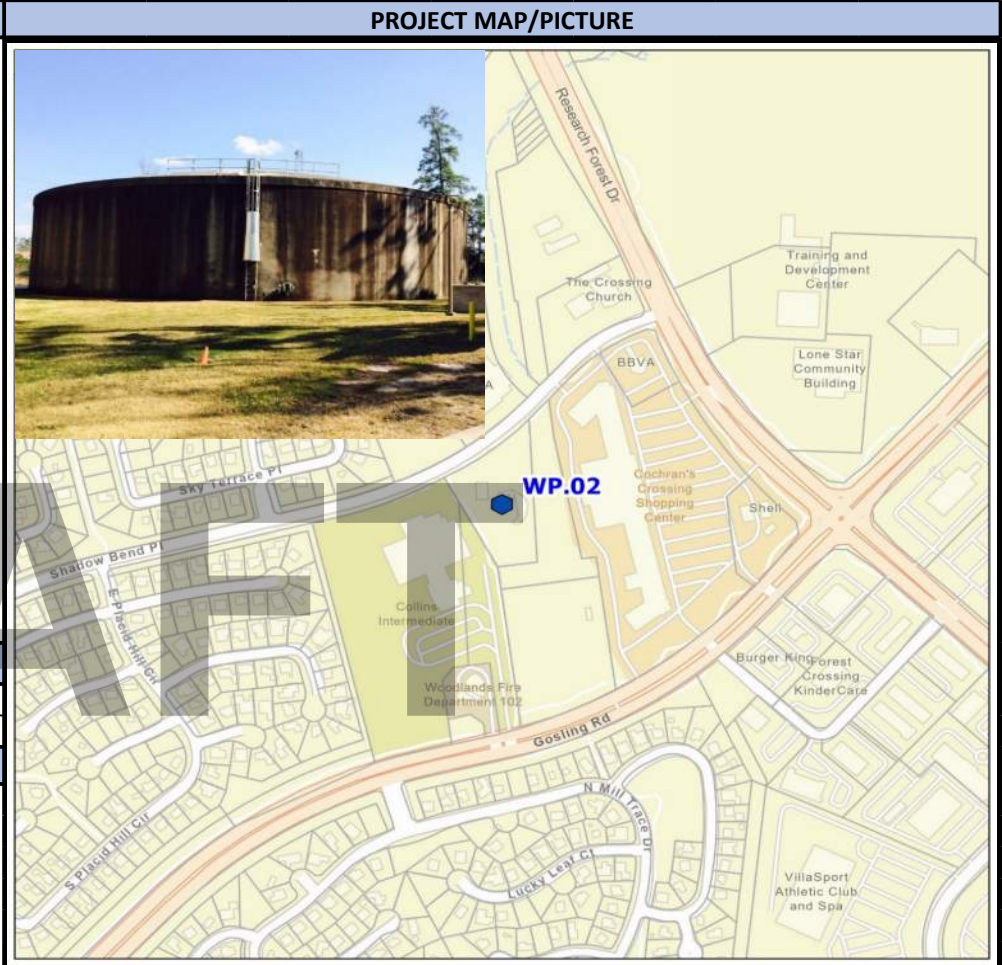 PROJECT MAP/PICTURE
Research Forest Dr
Training and
Development
Center
The Crossing
Church
BBVA
Lone Star
Community
Building
A
Sky Terrace Pl
WP.02
Cochran's
Crossing
Shopping
Center
Shell
Shadow Bend Pl
AFT
E Placid Hill Cir
Collins
Intermediate
Burger King
Forest
Crossing
KinderCare
Woodlands Fire
Department 102
Gosling Rd
N Mill Trace Dr
S Placid Hill Cir
Lucky Leaf Ct
VillaSport
Athletic Club
and Spa